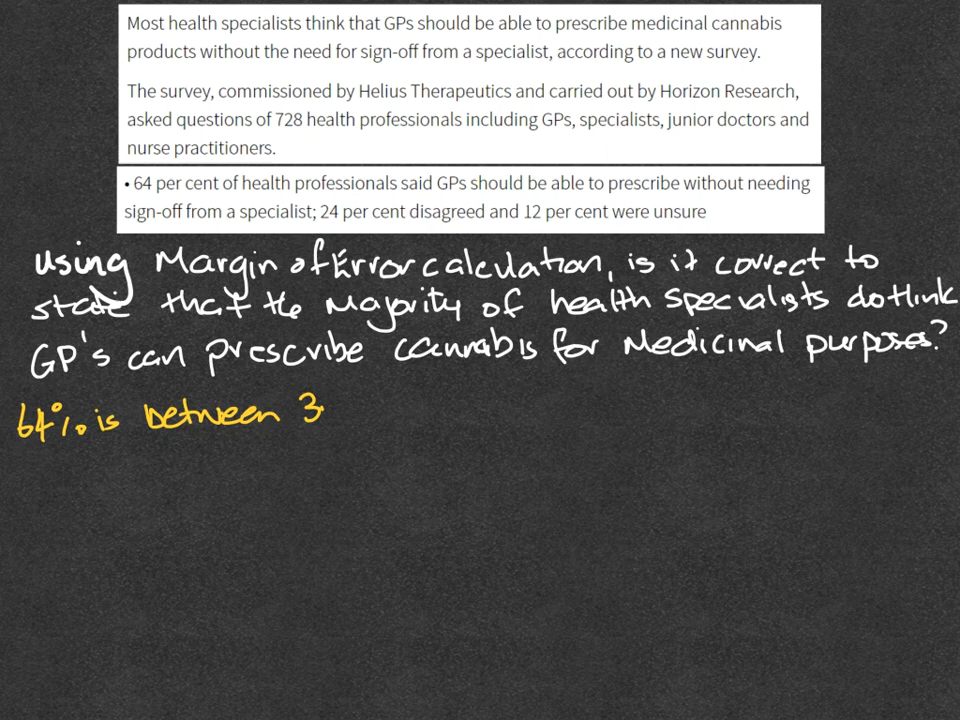 Most health specialists think that GPs should be able to prescribe medicinal cannabis
products without the need for sign-off from a specialist, according to a new survey.
The survey, commissioned by Helius Therapeutics and carried out by Horizon Research,
asked questions of 728 health professionals including GPs, specialists, junior doctors and
nurse practitioners.
• 64 per cent of health professionals said GPs should be able to prescribe without needing
sign-off from a specialist; 24 per cent disagreed and 12 per cent were unsure
using Margin of Error calculation, is it correct to
state that the majority of health specialists do think
GP's can prescribe cannabis for Medicinal purposes?
64% is between 3